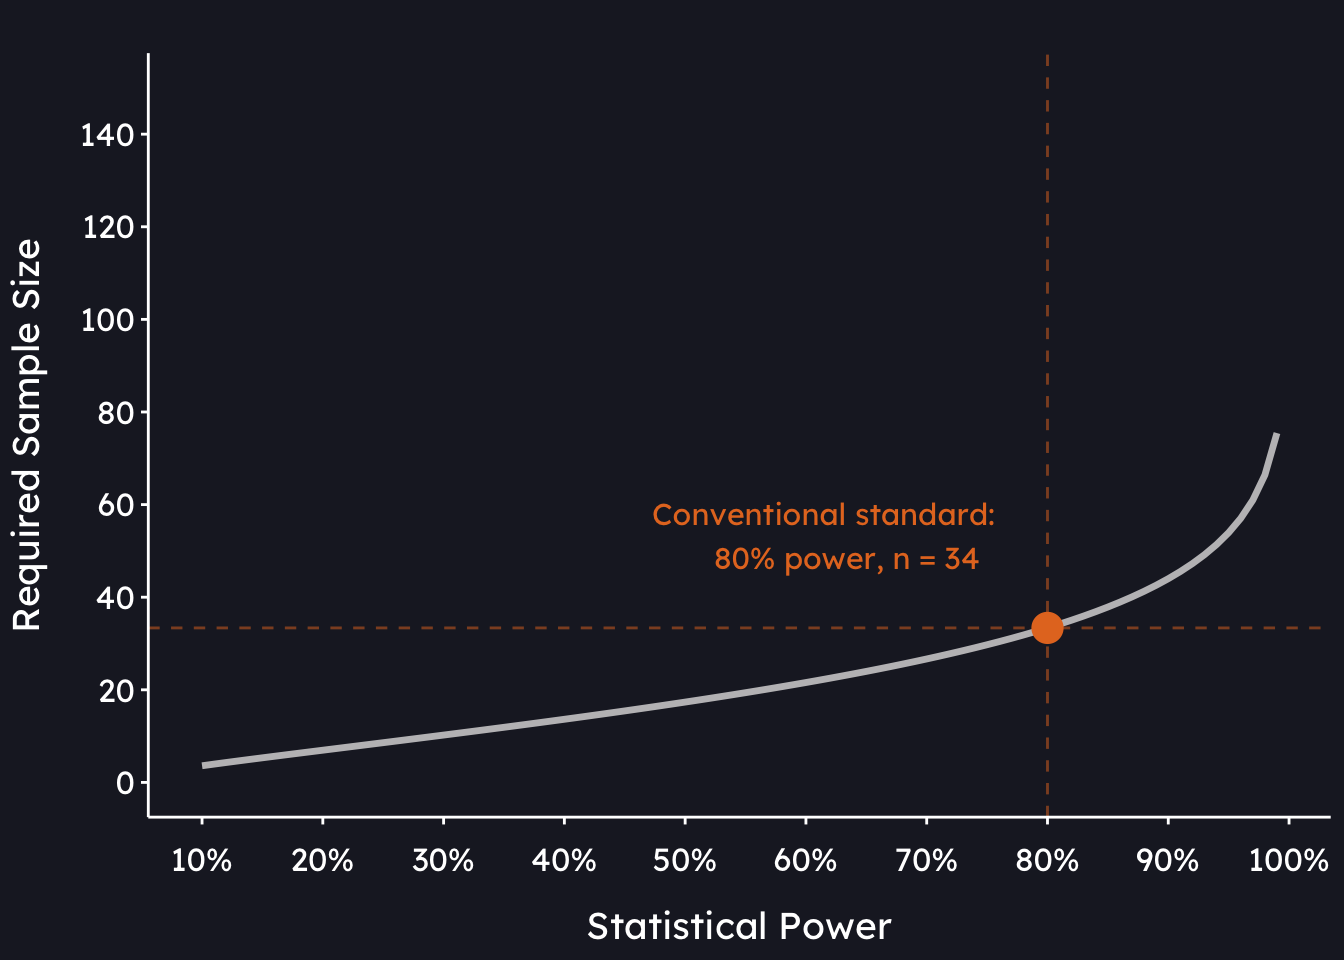 140
120
100
80
60
40
20
0
Required Sample Size
Conventional standard:
80% power, n = 34
10% 20% 30% 40% 50% 60% 70% 80% 90% 100%
Statistical Power